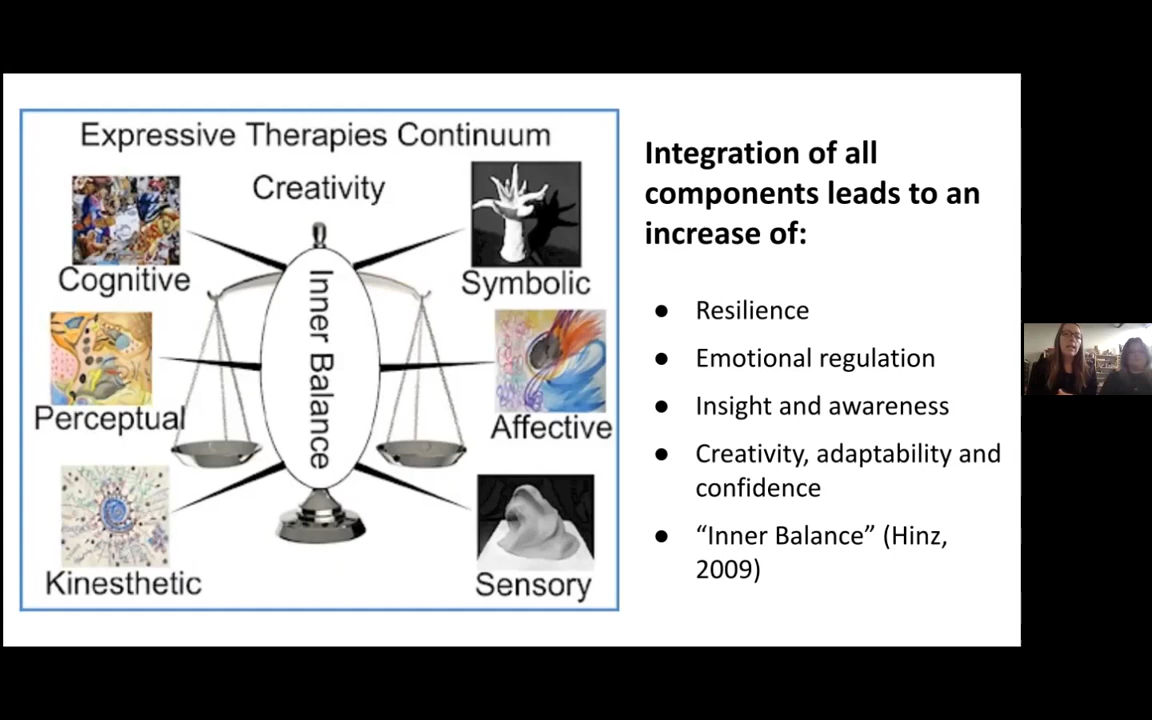 Expressive Therapies Continuum
Creativity
Cognitive
Symbolic
Inner Balance
Perceptual
Affective
Kinesthetic
Sensory
Integration of all
components leads to an
increase of:
● Resilience
● Emotional regulation
● Insight and awareness
● Creativity, adaptability and
confidence
● “Inner Balance” (Hinz,
2009)